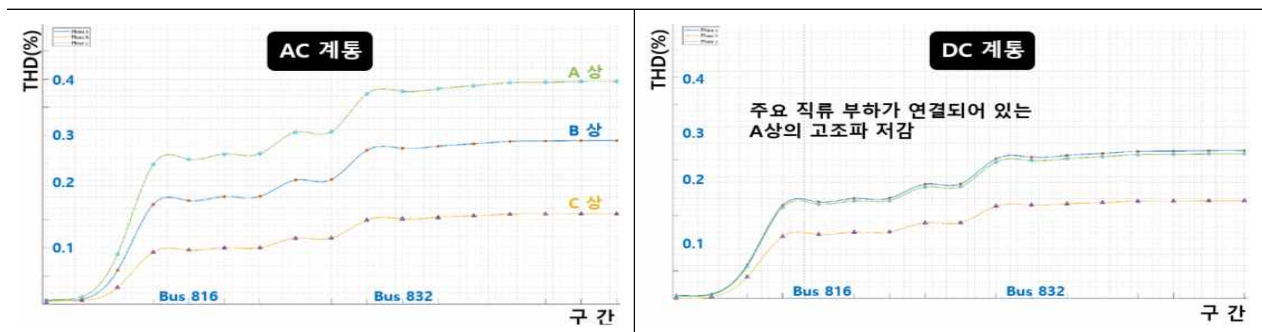 THD(%)
AC 계통
0.4
0.3
0.2
0.1
A 상
B 상
C 상
Bus 816
Bus 832
구 간
THD(%)
DC 계통
0.4
0.3
0.2
0.1
주요 직류 부하가 연결되어 있는
A상의 고조파 저감
Bus 816
Bus 832
구 간